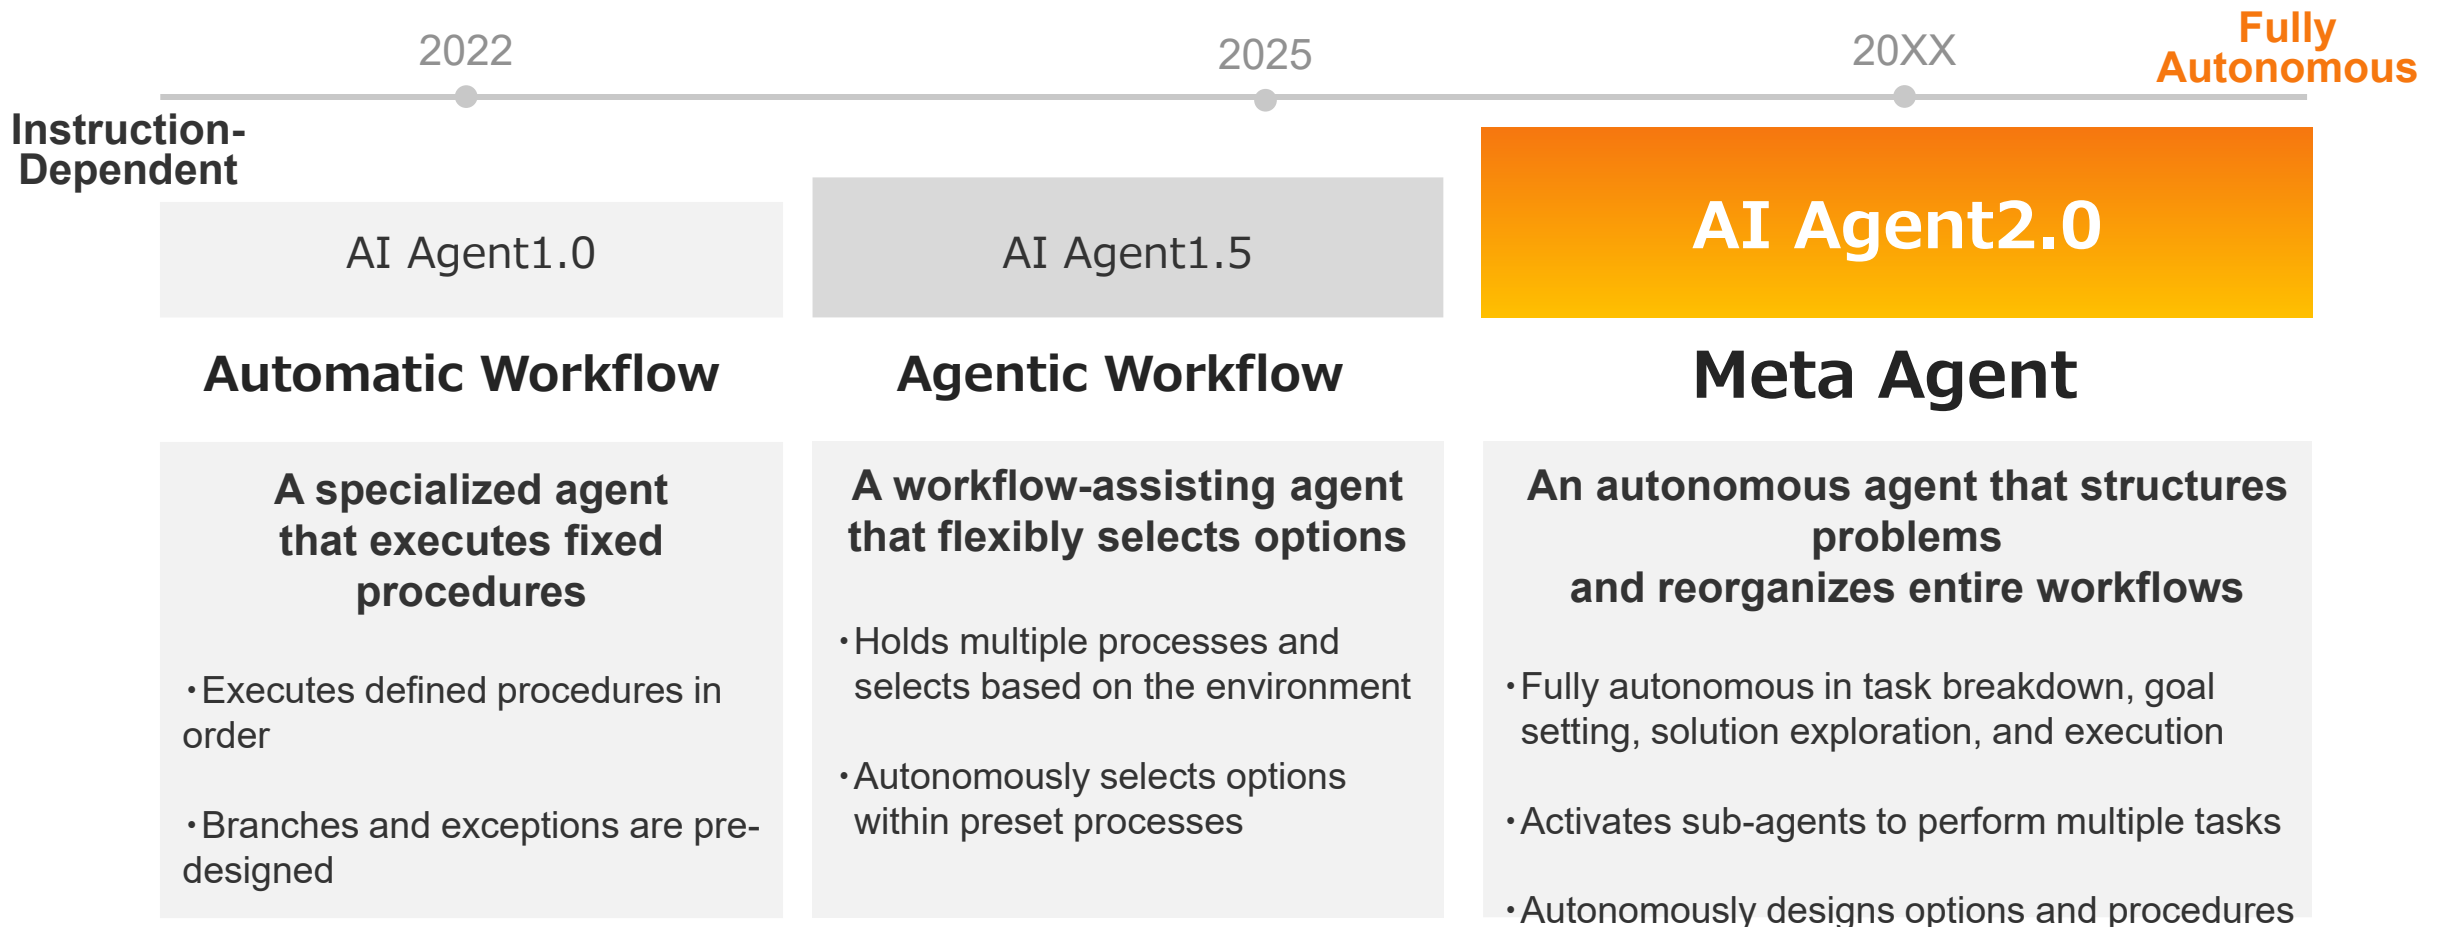 2022
2025
20XX
Fully
Autonomous
Instruction-
Dependent
AI Agent1.0
Automatic Workflow
A specialized agent
that executes fixed
procedures
・Executes defined procedures in
order
・Branches and exceptions are pre-
designed
AI Agent1.5
Agentic Workflow
A workflow-assisting agent
that flexibly selects options
・Holds multiple processes and
selects based on the environment
・Autonomously selects options
within preset processes
AI Agent2.0
Meta Agent
An autonomous agent that structures
problems
and reorganizes entire workflows
・Fully autonomous in task breakdown, goal
setting, solution exploration, and execution
・Activates sub-agents to perform multiple tasks
・Autonomously designs options and procedures